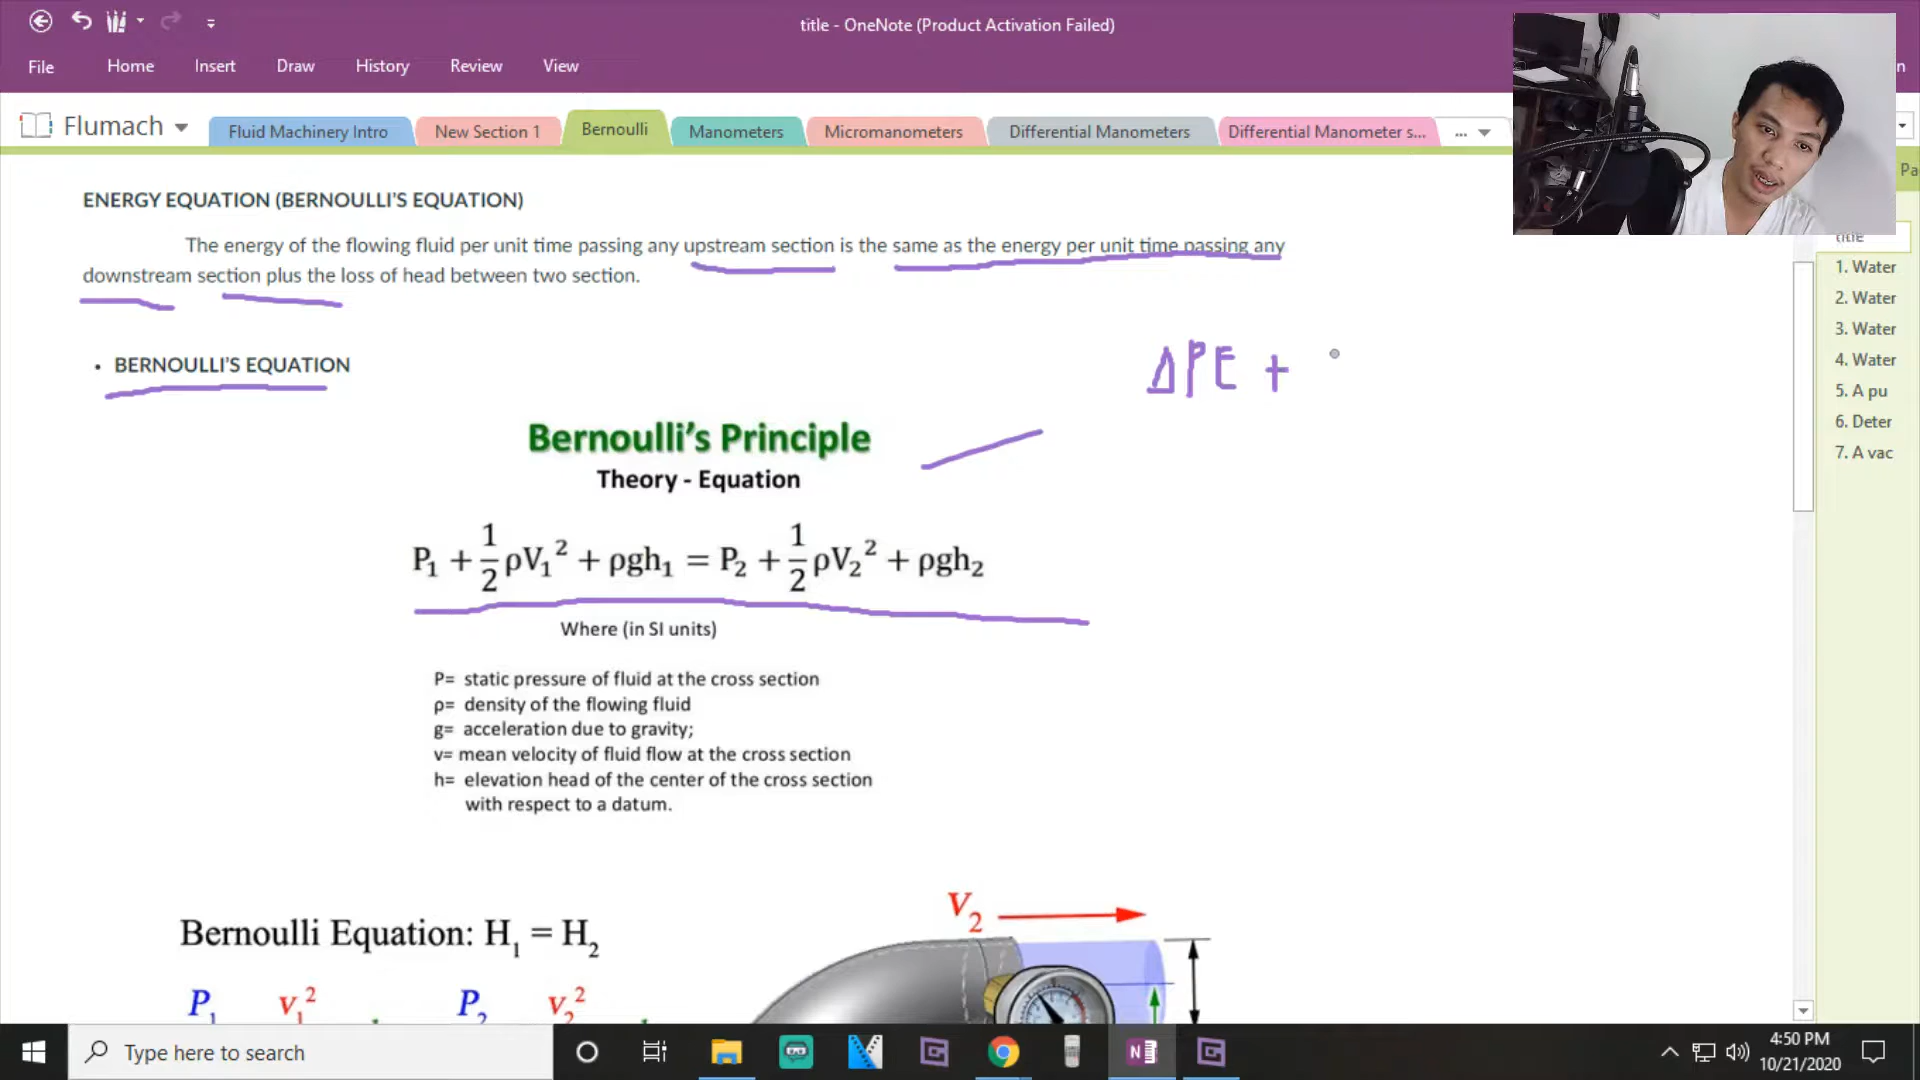 title - OneNote (Product Activation Failed)
File Home Insert Draw History Review View
Flumach Fluid Machinery Intro New Section 1 Bernoulli Manometers Micromanometers Differential Manometers Differential Manometer s... ...
ENERGY EQUATION (BERNOULLI'S EQUATION)
The energy of the flowing fluid per unit time passing any upstream section is the same as the energy per unit time passing any
downstream section plus the loss of head between two section.
• BERNOULLI'S EQUATION
ΔPE +
Bernoulli's Principle
Theory - Equation
P₁ + 1/2 ρV₁² + ρgh₁ = P₂ + 1/2 ρV₂² + ρgh₂
Where (in SI units)
P= static pressure of fluid at the cross section
ρ= density of the flowing fluid
g= acceleration due to gravity;
v= mean velocity of fluid flow at the cross section
h= elevation head of the center of the cross section
with respect to a datum.
V₂
Bernoulli Equation: H₁ = H₂
P₁ v₁² P₂ v₂²
Pa
title
1. Water
2. Water
3. Water
4. Water
5. A pu
6. Deter
7. A vac
Type here to search
4:50 PM
10/21/2020